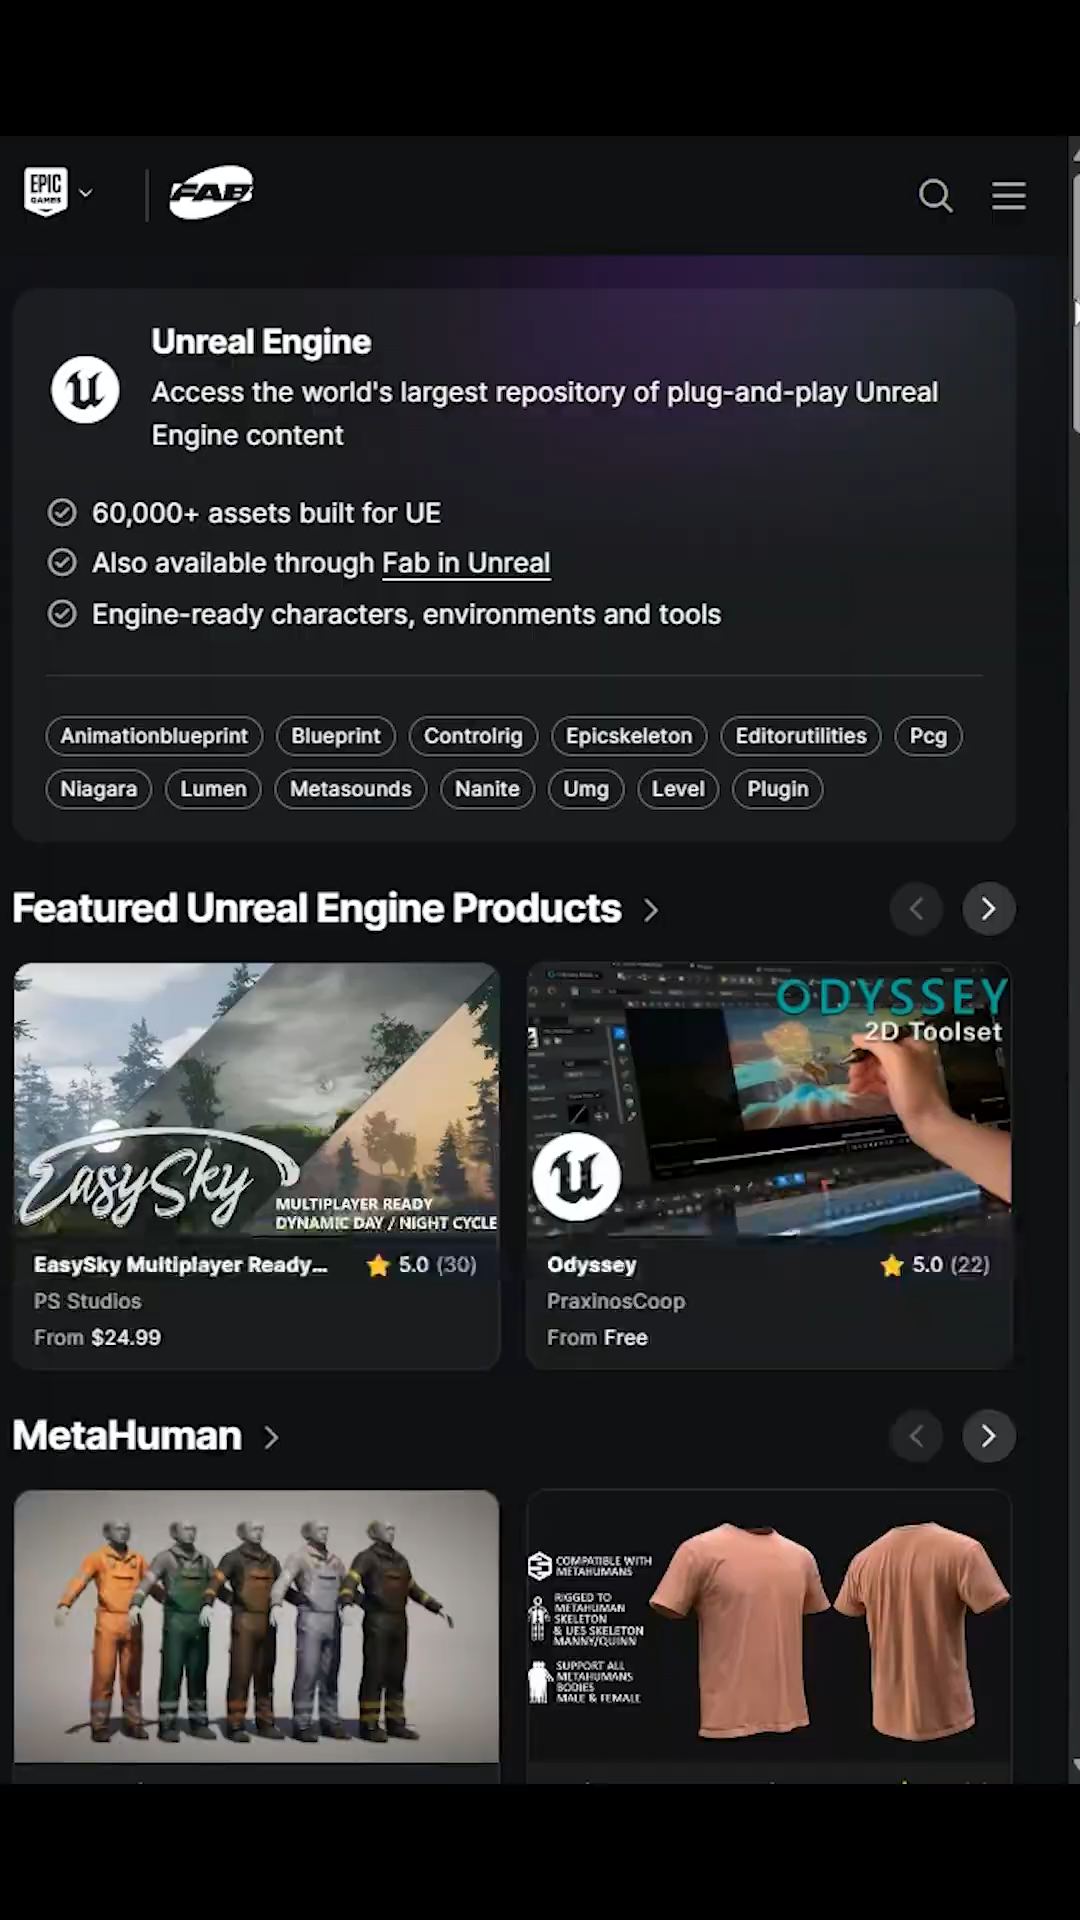 EPIC
GAMES
FAB
Unreal Engine
Access the world's largest repository of plug-and-play Unreal
Engine content
60,000+ assets built for UE
Also available through Fab in Unreal
Engine-ready characters, environments and tools
Animationblueprint
Blueprint
Controlrig
Epicskeleton
Editorutilities
Pcg
Niagara
Lumen
Metasounds
Nanite
Umg
Level
Plugin
Featured Unreal Engine Products
EasySky
MULTIPLAYER READY
DYNAMIC DAY / NIGHT CYCLE
EasySky Multiplayer Ready...
5.0 (30)
PS Studios
From $24.99
ODYSSEY
2D Toolset
Odyssey
5.0 (22)
PraxinosCoop
From Free
MetaHuman
COMPATIBLE WITH
METAHUMANS
RIGGED TO
METAHUMAN
SKELETON
& UE5 SKELETON
MANNY/QUINN
SUPPORT ALL
METAHUMANS
BODIES
MALE & FEMALE